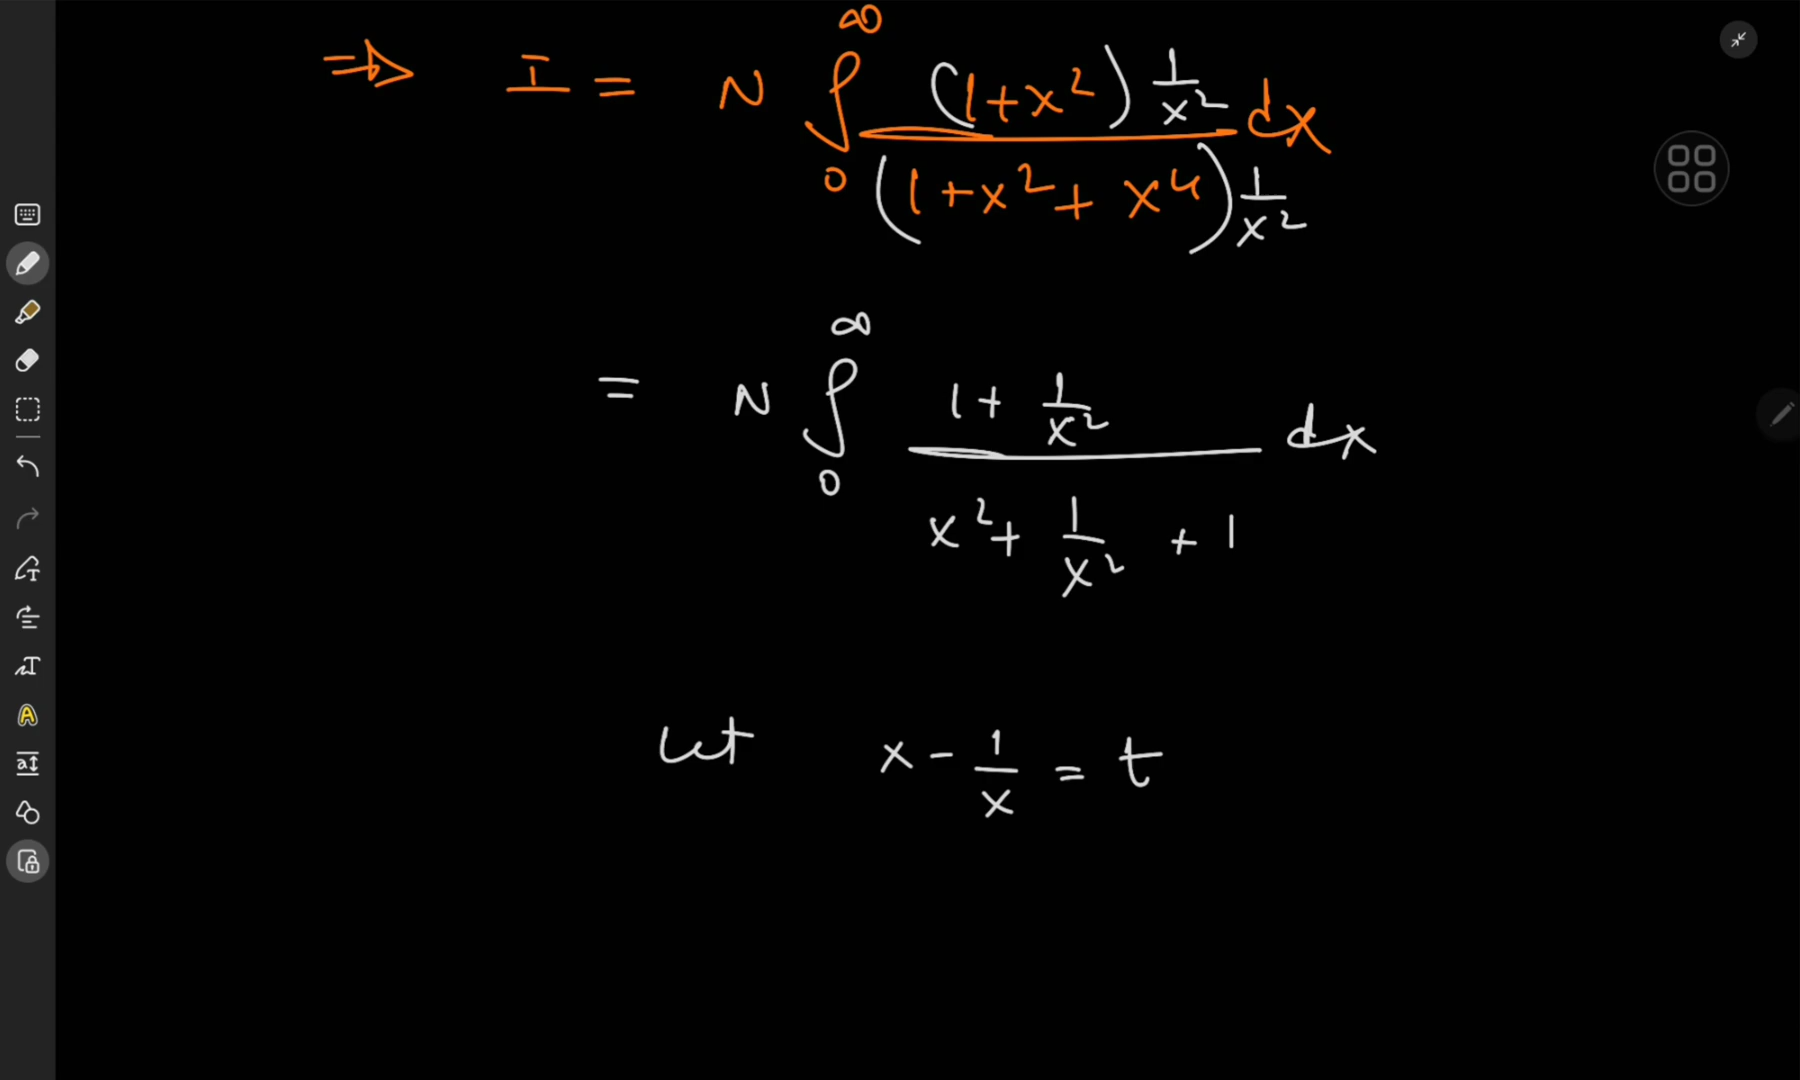 ⇒ I = N ∫₀^∞ (1+x²) 1/x² / (1+x²+x⁴) 1/x² dx
= N ∫₀^∞ (1 + 1/x²) / (x² + 1/x² + 1) dx
Let x - 1/x = t